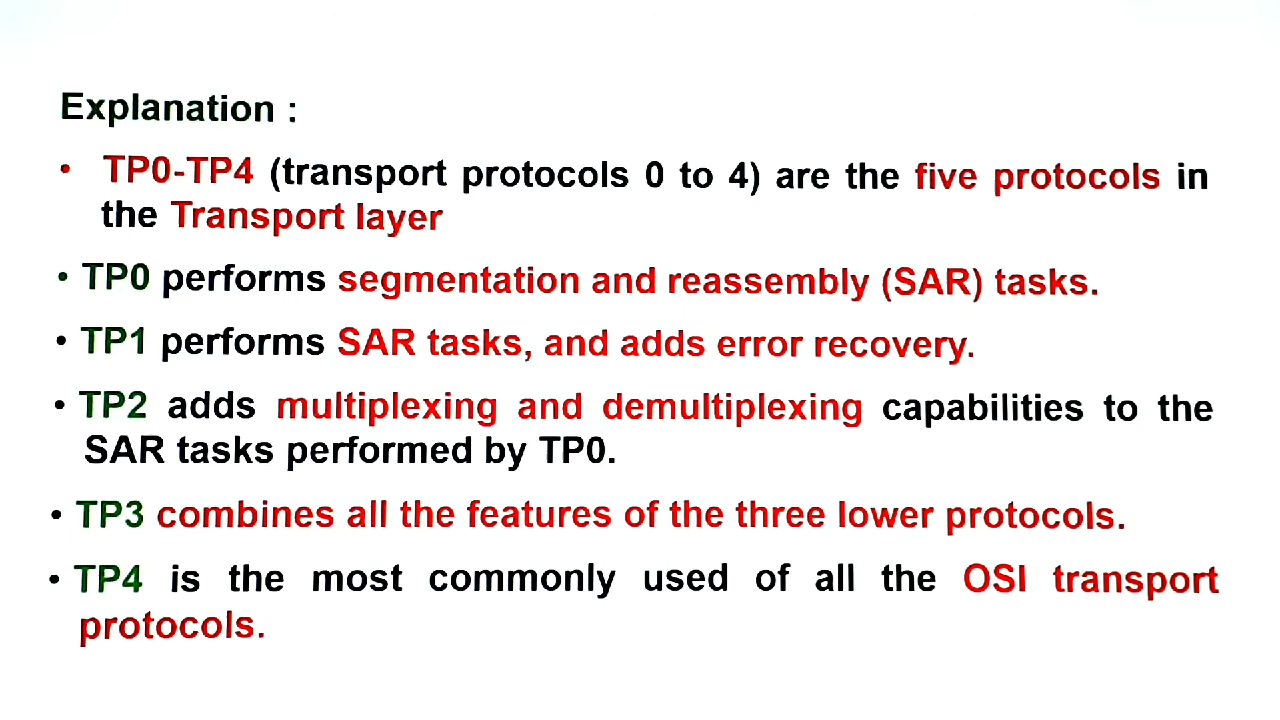 Explanation :
• TP0-TP4 (transport protocols 0 to 4) are the five protocols in
the Transport layer
• TP0 performs segmentation and reassembly (SAR) tasks.
• TP1 performs SAR tasks, and adds error recovery.
• TP2 adds multiplexing and demultiplexing capabilities to the
SAR tasks performed by TP0.
• TP3 combines all the features of the three lower protocols.
• TP4 is the most commonly used of all the OSI transport
protocols.